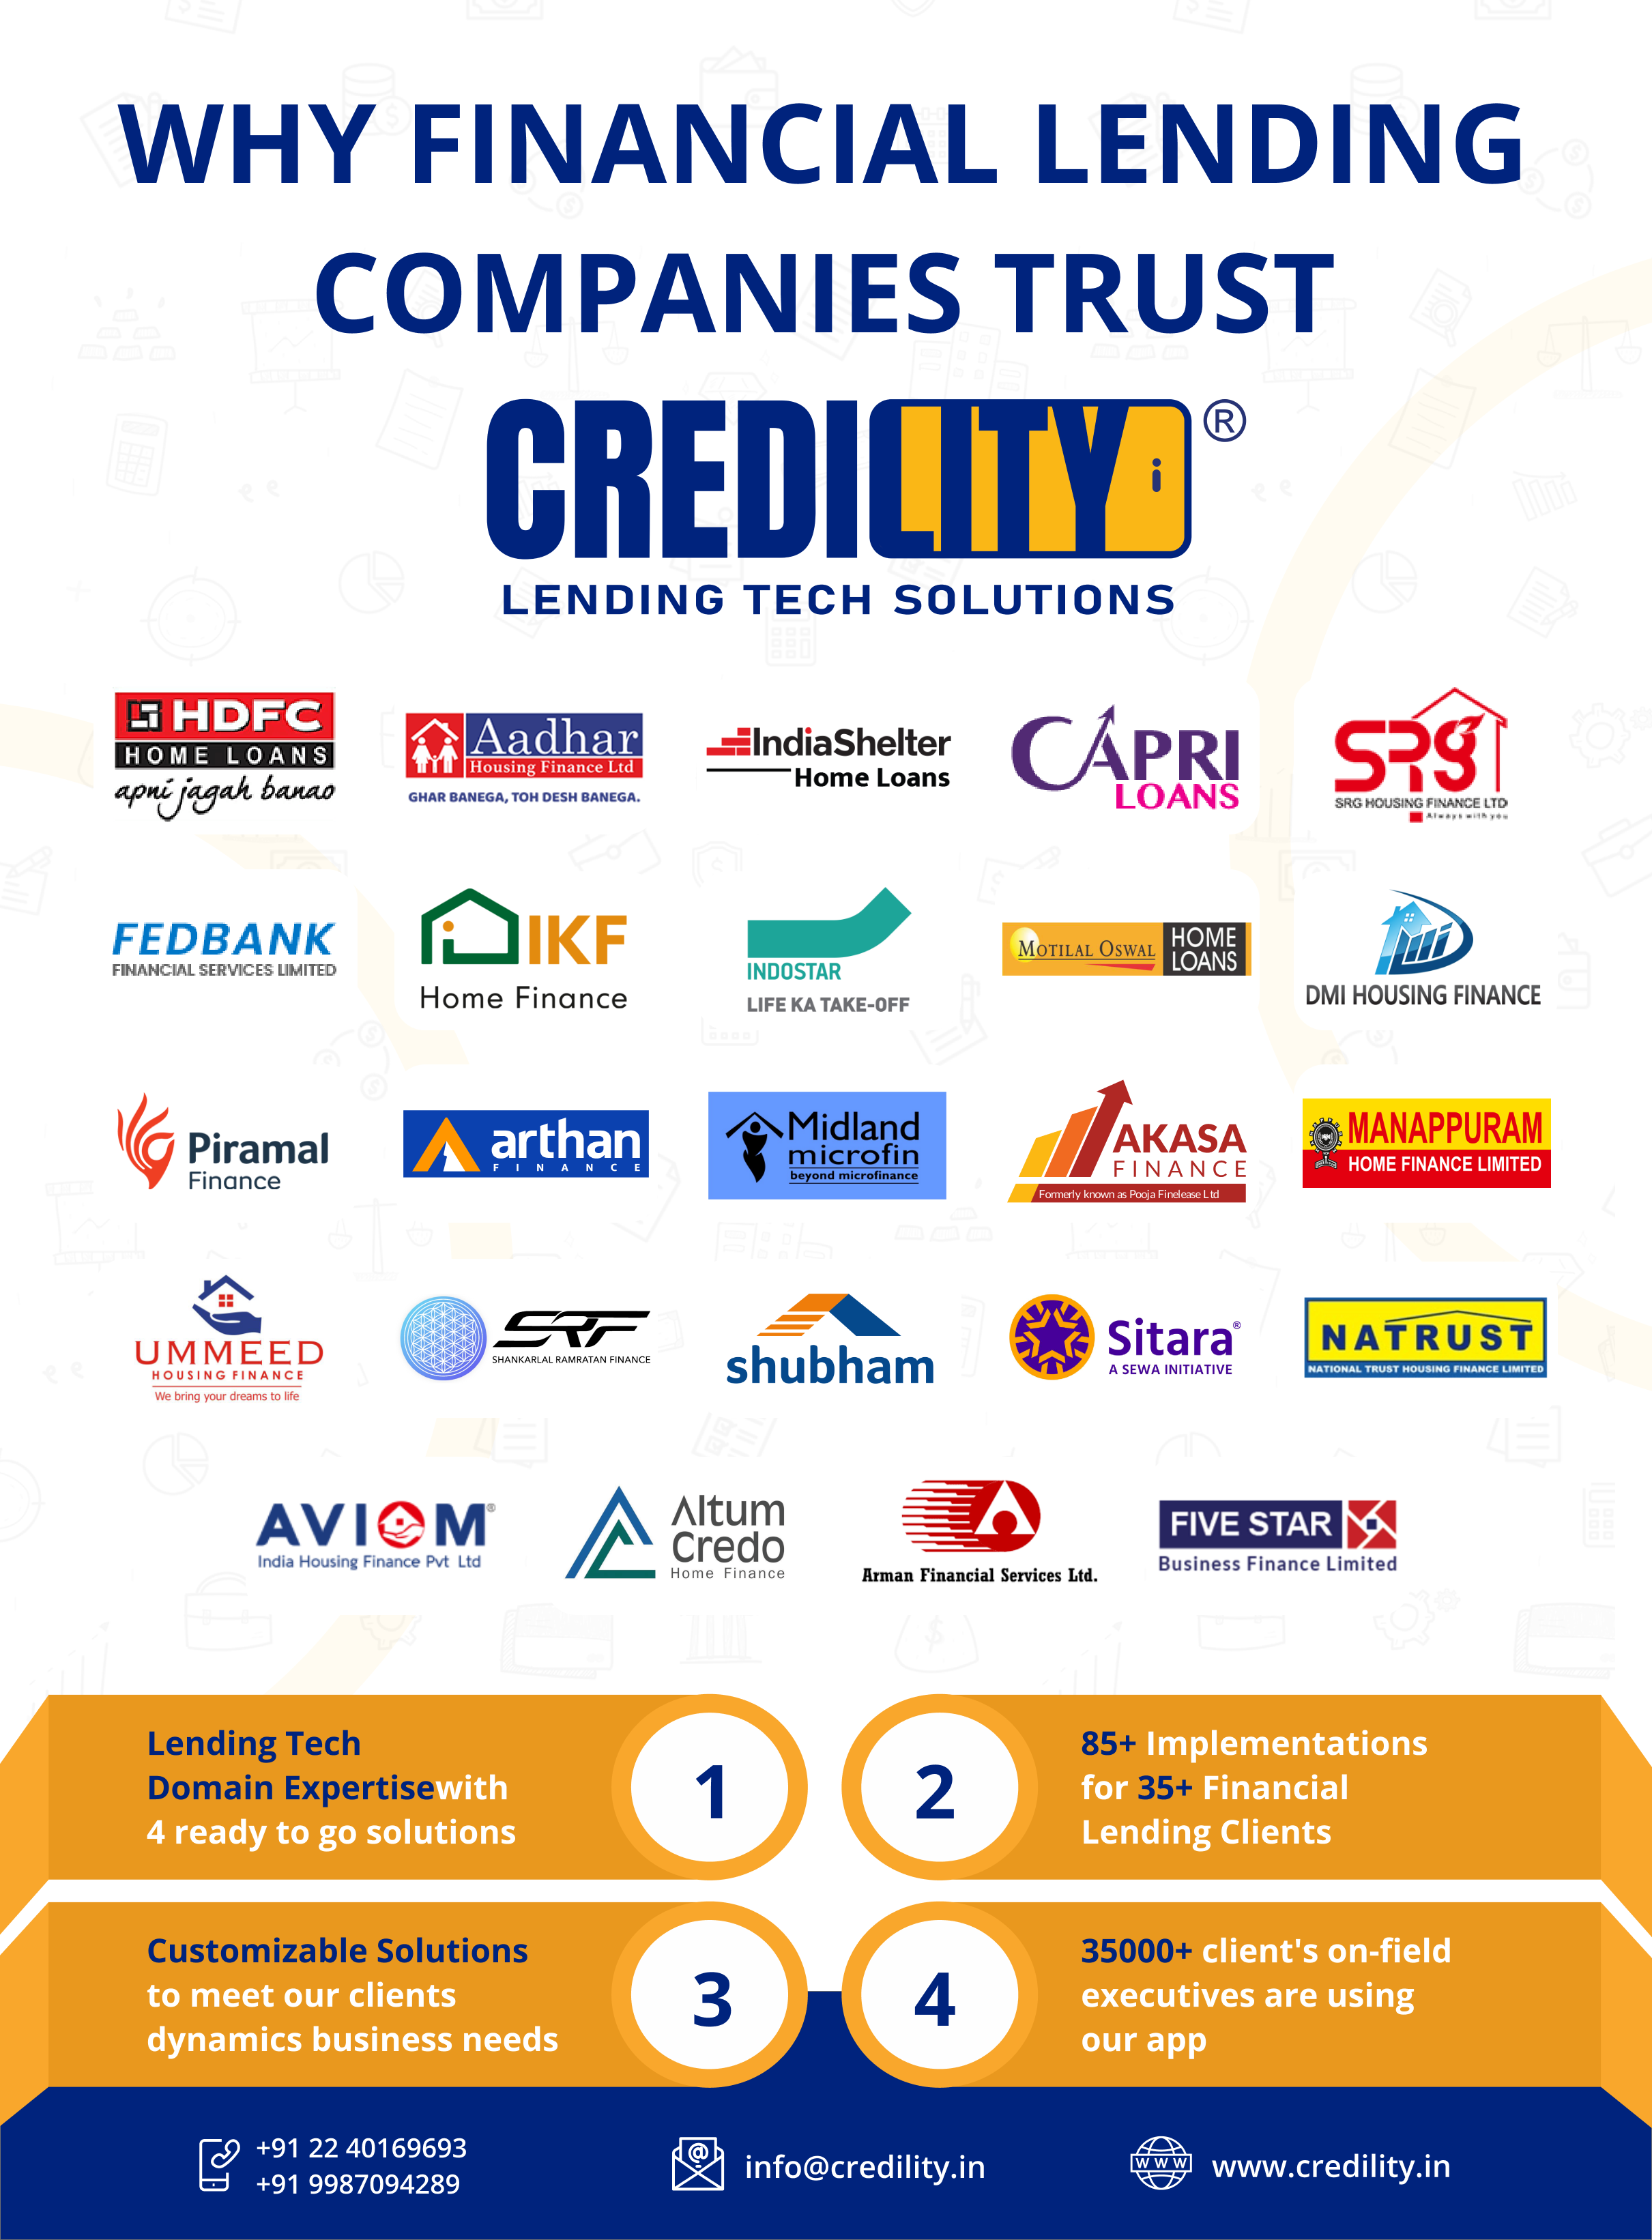 WHY FINANCIAL LENDING
COMPANIES TRUST
CREDILITY ®
LENDING TECH SOLUTIONS
HDFC
HOME LOANS
apni jagah banao
Aadhar
Housing Finance Ltd
GHAR BANEGA, TOH DESH BANEGA.
IndiaShelter
Home Loans
CAPRI
LOANS
SRG
SRG HOUSING FINANCE LTD
Always with you
FEDBANK
FINANCIAL SERVICES LIMITED
IKF
Home Finance
INDOSTAR
LIFE KA TAKE-OFF
MOTILAL OSWAL
HOME
LOANS
DMI HOUSING FINANCE
Piramal
Finance
arthan
FINANCE
Midland
microfin
beyond microfinance
AKASA
FINANCE
Formerly known as Pooja Finelease Ltd
MANAPPURAM
HOME FINANCE LIMITED
UMMEED
HOUSING FINANCE
We bring your dreams to life
SRF
SHANKARLAL RAMRATAN FINANCE
shubham
Sitara®
A SEWA INITIATIVE
NATRUST
NATIONAL TRUST HOUSING FINANCE LIMITED
AVIOM®
India Housing Finance Pvt Ltd
Altum
Credo
Home Finance
Arman Financial Services Ltd.
FIVE STAR
Business Finance Limited
Lending Tech
Domain Expertisewith
4 ready to go solutions
1
2
85+ Implementations
for 35+ Financial
Lending Clients
Customizable Solutions
to meet our clients
dynamics business needs
3
4
35000+ client's on-field
executives are using
our app
+91 22 40169693
+91 9987094289
@
info@credility.in
WWW
www.credility.in